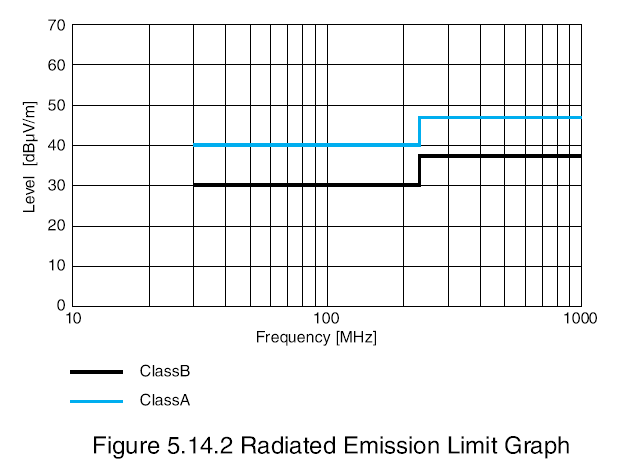 70
60
50
40
30
20
10
0
Level [dBµV/m]
10 100 1000
Frequency [MHz]
ClassB
ClassA
Figure 5.14.2 Radiated Emission Limit Graph